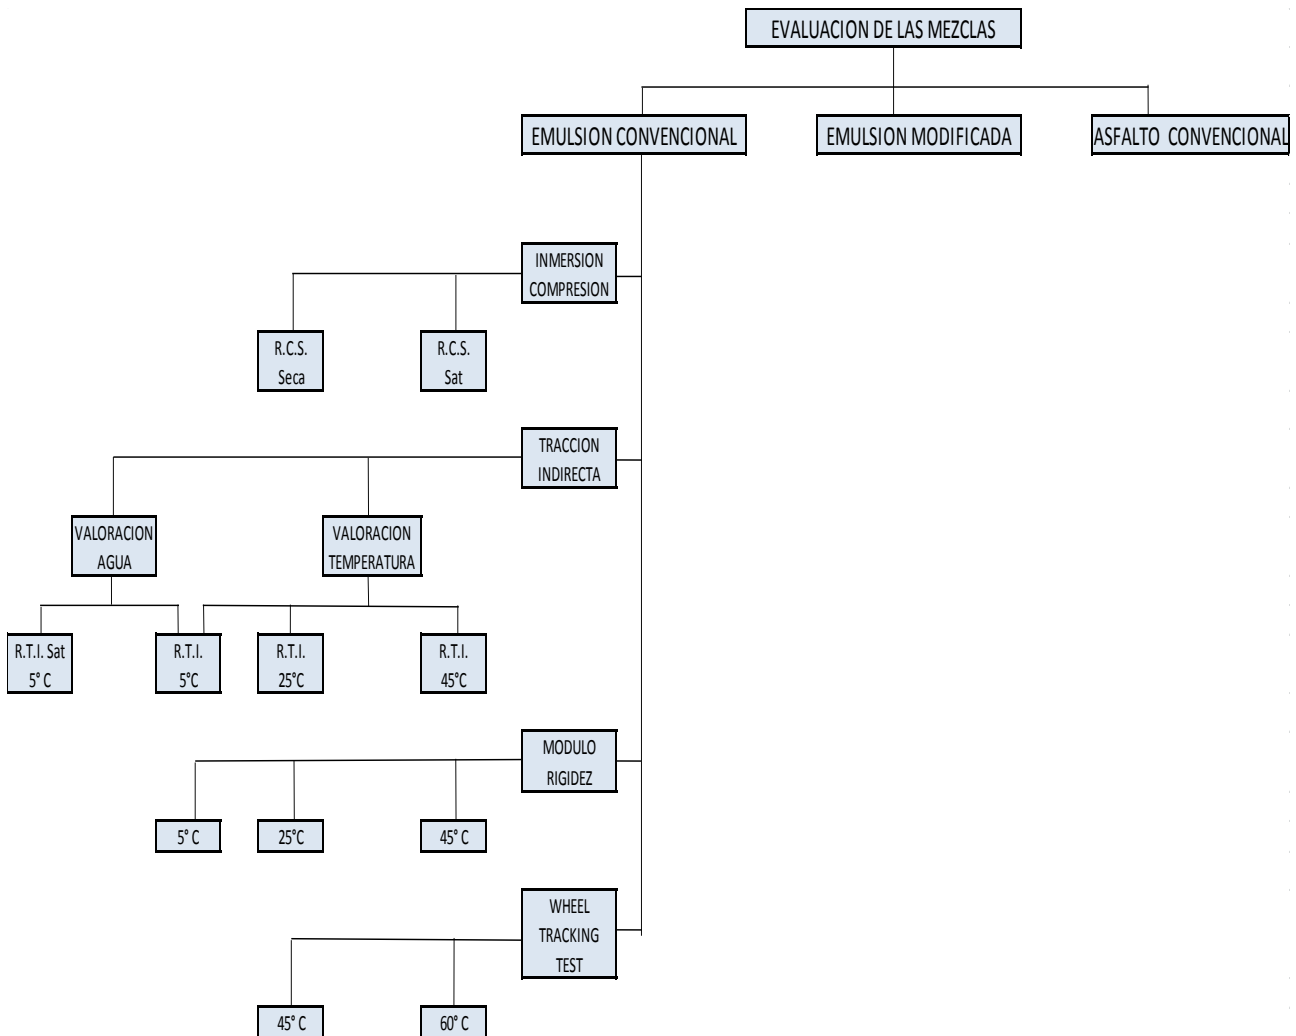 EVALUACION DE LAS MEZCLAS
EMULSION CONVENCIONAL
EMULSION MODIFICADA
ASFALTO CONVENCIONAL
INMERSION
COMPRESION
R.C.S.
Seca
R.C.S.
Sat
TRACCION
INDIRECTA
VALORACION
AGUA
VALORACION
TEMPERATURA
R.T.I. Sat
5° C
R.T.I.
5°C
R.T.I.
25°C
R.T.I.
45°C
MODULO
RIGIDEZ
5° C
25°C
45° C
WHEEL
TRACKING
TEST
45° C
60° C